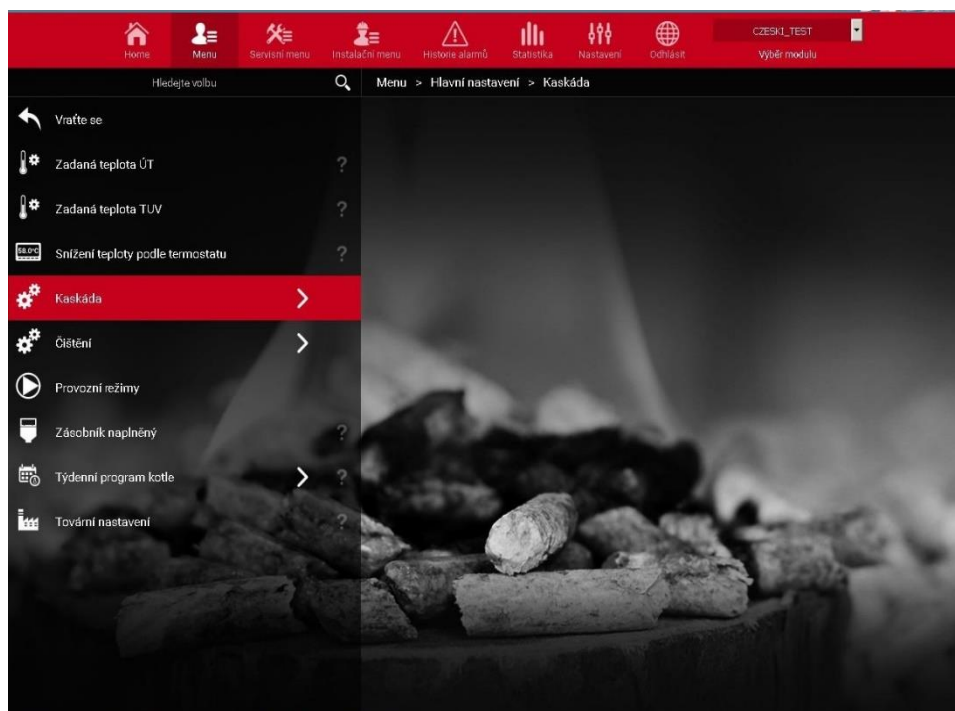 Home
Menu
Servisní menu
Instalační menu
Historie alarmů
Statistika
Nastavení
Odhlásit
CZESKI_TEST
Výběr modulu
Hledejte volbu
Menu > Hlavní nastavení > Kaskáda
Vraťte se
Zadaná teplota ÚT ?
Zadaná teplota TUV ?
58.0°C Snížení teploty podle termostatu ?
Kaskáda
Čištění
Provozní režimy
Zásobník naplněný ?
Týdenní program kotle ?
Tovární nastavení ?